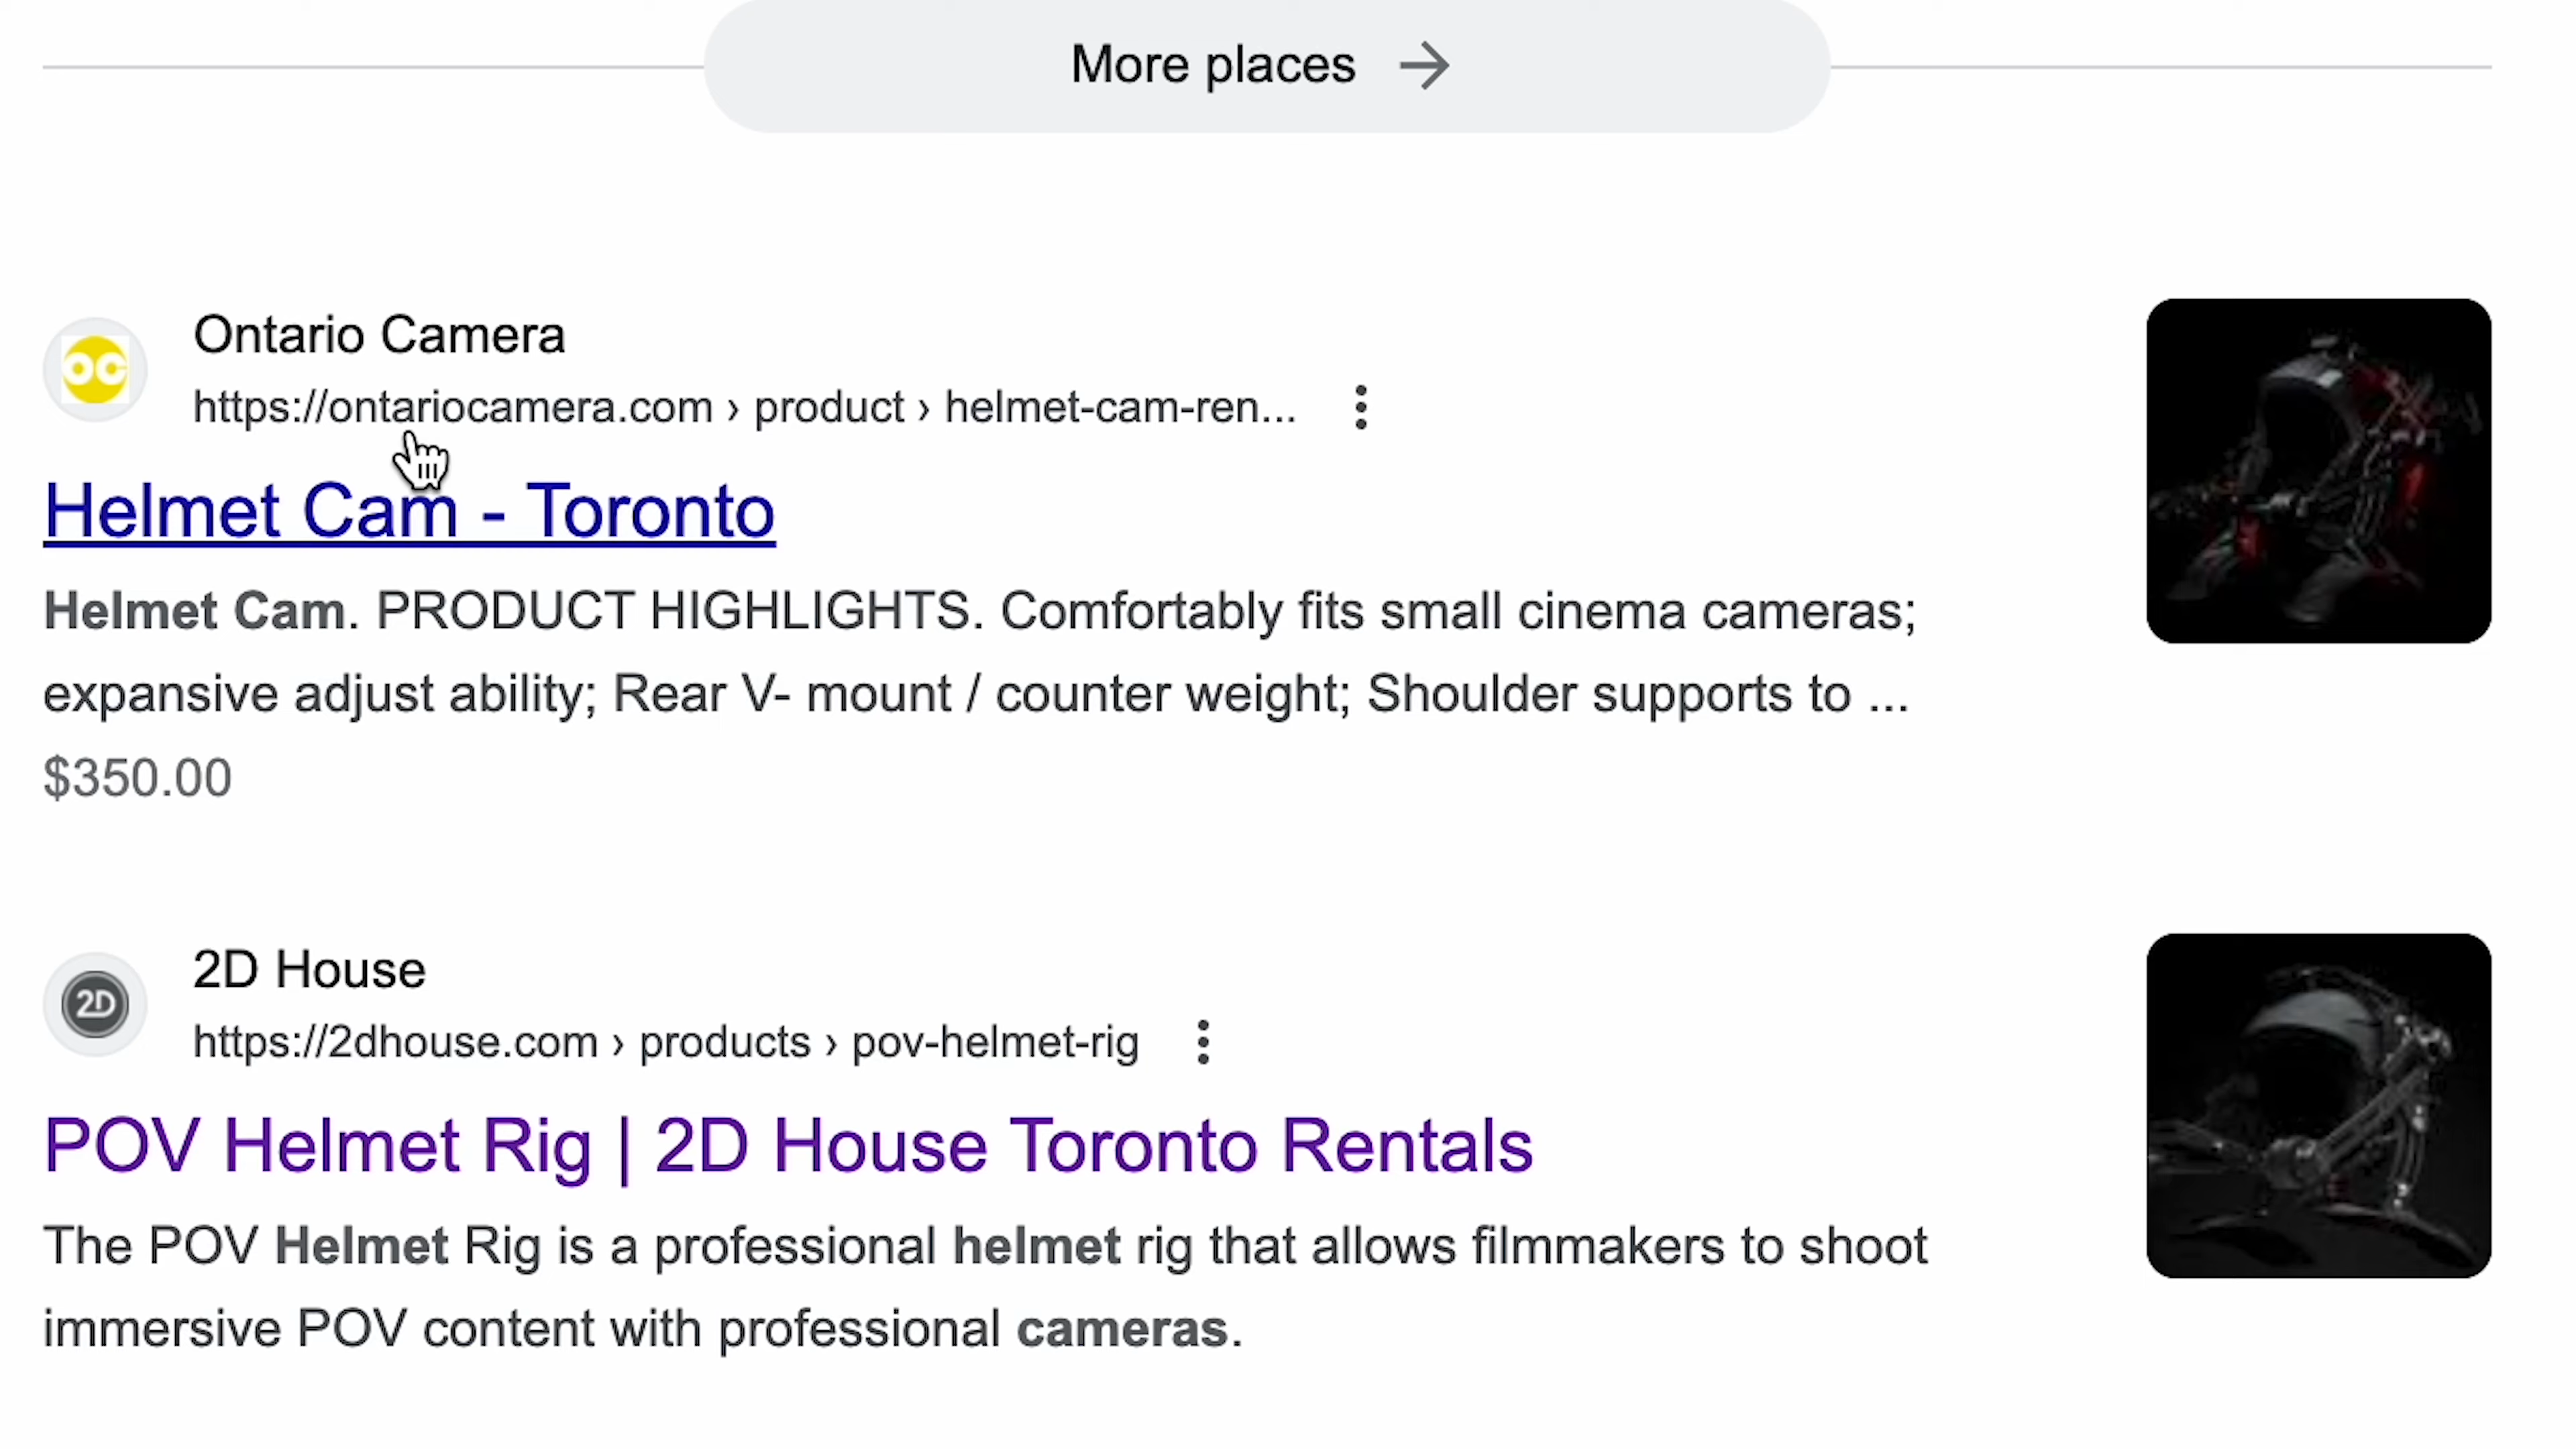 More places
Ontario Camera
https://ontariocamera.com › product › helmet-cam-ren...
Helmet Cam - Toronto
Helmet Cam. PRODUCT HIGHLIGHTS. Comfortably fits small cinema cameras;
expansive adjust ability; Rear V- mount / counter weight; Shoulder supports to ...
$350.00
2D House
https://2dhouse.com › products › pov-helmet-rig
POV Helmet Rig | 2D House Toronto Rentals
The POV Helmet Rig is a professional helmet rig that allows filmmakers to shoot
immersive POV content with professional cameras.
oc
2D